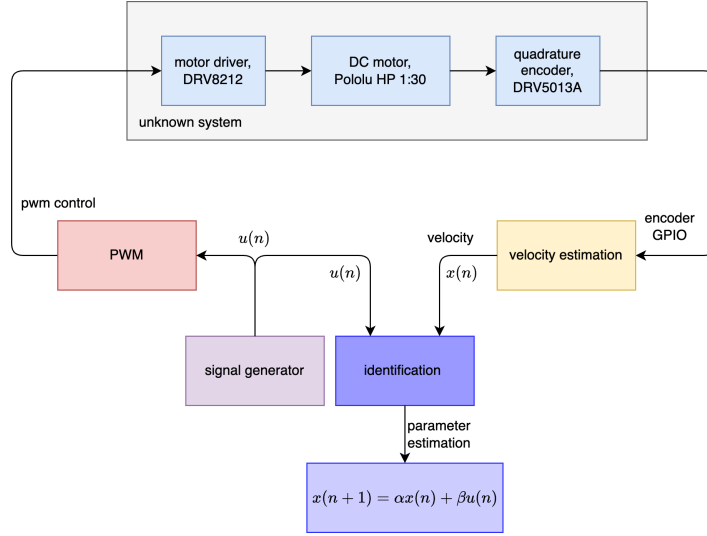 motor driver,
DRV8212
DC motor,
Pololu HP 1:30
quadrature
encoder,
DRV5013A
unknown system
pwm control
encoder
GPIO
u(n)
velocity
PWM
velocity estimation
u(n)
x(n)
signal generator
identification
parameter
estimation
x(n + 1) = αx(n) + βu(n)